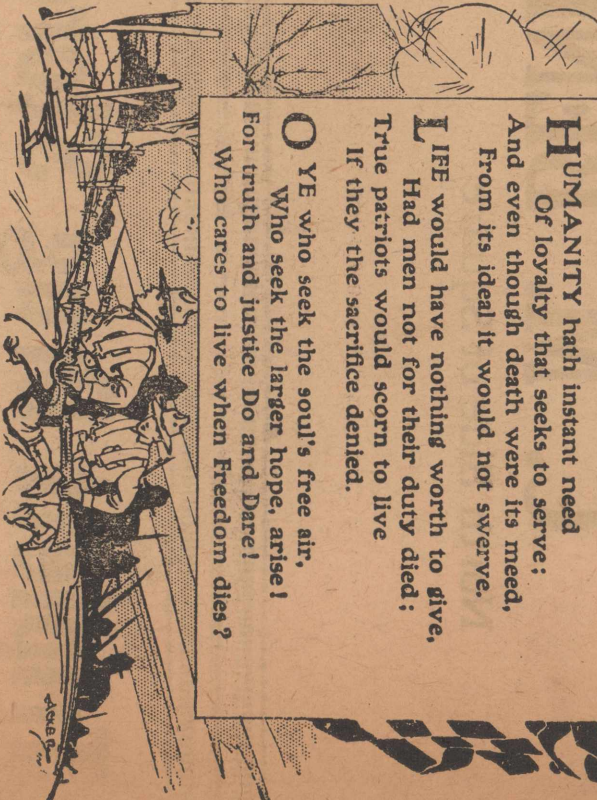 HUMANITY hath instant need
Of loyalty that seeks to serve;
And even though death were its meed,
From its ideal it would not swerve.
LIFE would have nothing worth to give,
Had men not for their duty died;
True patriots would scorn to live
If they the sacrifice denied.
O YE who seek the soul's free air,
Who seek the larger hope, arise!
For truth and justice Do and Dare!
Who cares to live when Freedom dies?